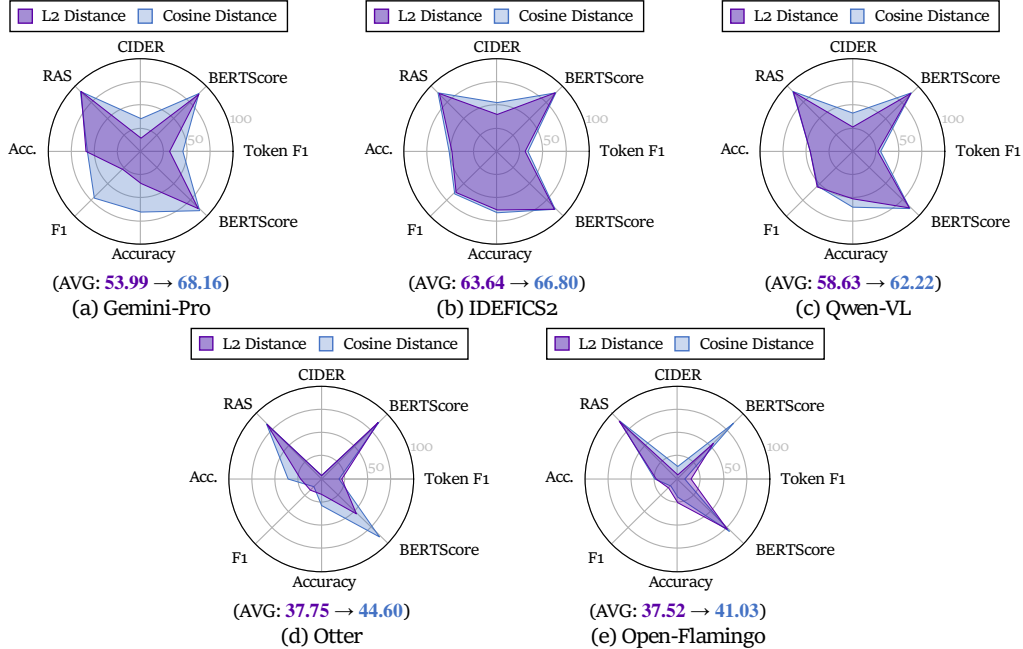 L2 Distance Cosine Distance
CIDER
RAS
BERTScore
100
50
Acc.
Token F1
F1
BERTScore
Accuracy
(AVG: 53.99 → 68.16)
(a) Gemini-Pro
L2 Distance Cosine Distance
CIDER
RAS
BERTScore
100
50
Acc.
Token F1
F1
BERTScore
Accuracy
(AVG: 63.64 → 66.80)
(b) IDEFICS2
L2 Distance Cosine Distance
CIDER
RAS
BERTScore
100
50
Acc.
Token F1
F1
BERTScore
Accuracy
(AVG: 58.63 → 62.22)
(c) Qwen-VL
L2 Distance Cosine Distance
CIDER
RAS
BERTScore
100
50
Acc.
Token F1
F1
BERTScore
Accuracy
(AVG: 37.75 → 44.60)
(d) Otter
L2 Distance Cosine Distance
CIDER
RAS
BERTScore
100
50
Acc.
Token F1
F1
BERTScore
Accuracy
(AVG: 37.52 → 41.03)
(e) Open-Flamingo